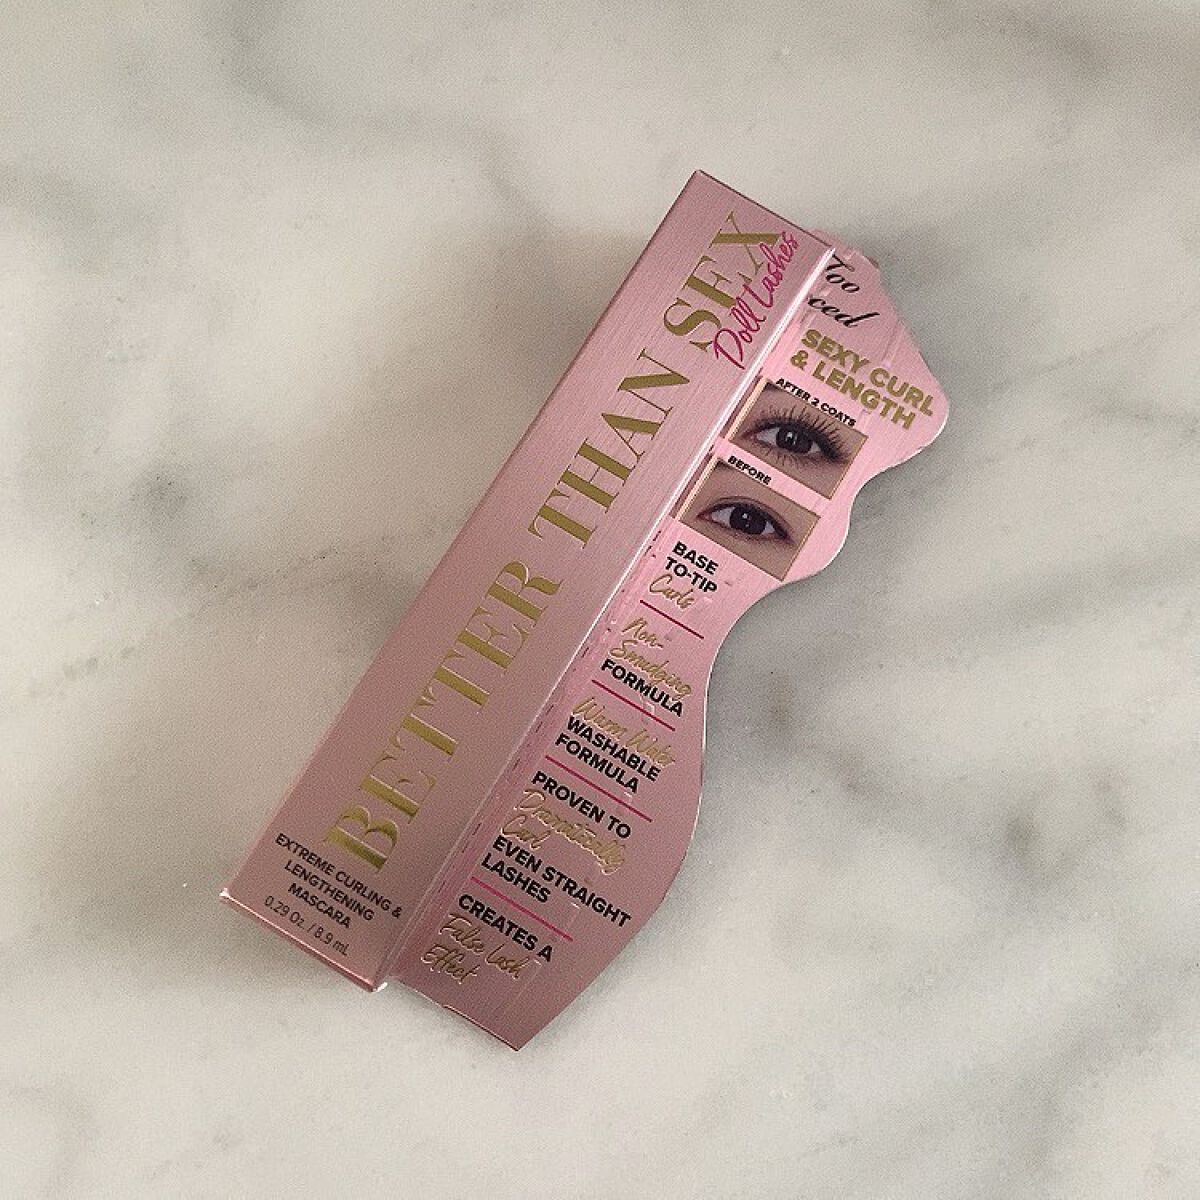 BETTER THAN SEX
Doll Lashes
EXTREME CURLING &
LENGTHENING
MASCARA
0.29 Oz. / 8.9 mL
Too
ced
SEXY CURL
& LENGTH
AFTER 2 COATS
BEFORE
BASE
TO-TIP
Curls
Non-
Smudging
FORMULA
Warm Water
WASHABLE
FORMULA
PROVEN TO
Dramatically
Curl
EVEN STRAIGHT
LASHES
CREATES A
False Lash
Effect